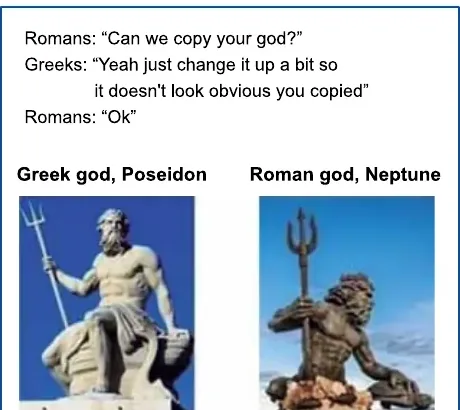 Romans: “Can we copy your god?”
Greeks: “Yeah just change it up a bit so
it doesn't look obvious you copied”
Romans: “Ok”
Greek god, Poseidon
Roman god, Neptune